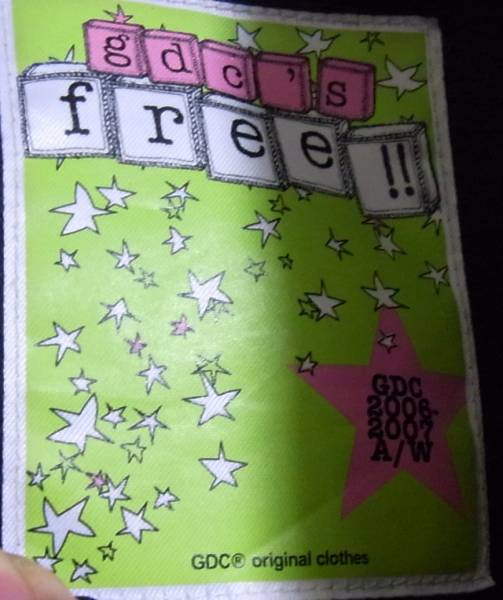 gdc's
free!!
GDC
2006-
2007
A/W
GDC® original clothes